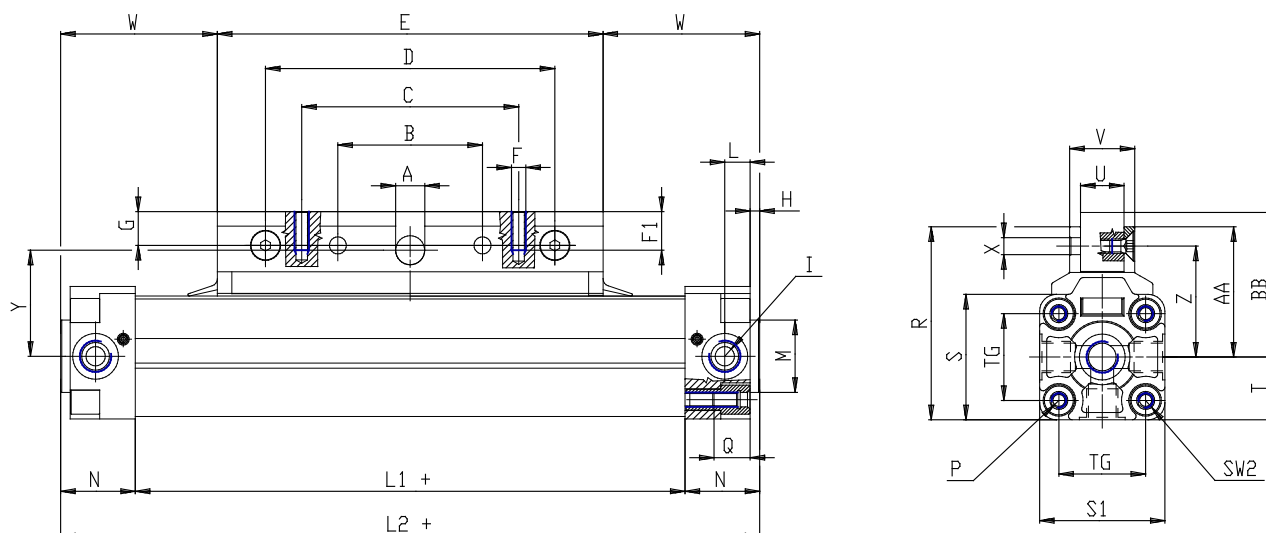 W E W
D
C
B F L
A H
G F1
I
Y
M
Q
N L1 + N
L2 +
V
U
X
Z AA BB
R
S TG
T
P TG SW2
S1